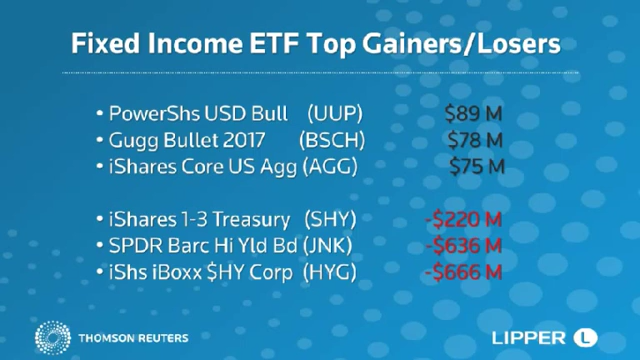 Fixed Income ETF Top Gainers/Losers
• PowerShs USD Bull (UUP) $89 M
• Gugg Bullet 2017 (BSCH) $78 M
• iShares Core US Agg (AGG) $75 M
• iShares 1-3 Treasury (SHY) -$220 M
• SPDR Barc Hi Yld Bd (JNK) -$636 M
• iShs iBoxx $HY Corp (HYG) -$666 M
THOMSON REUTERS LIPPER L